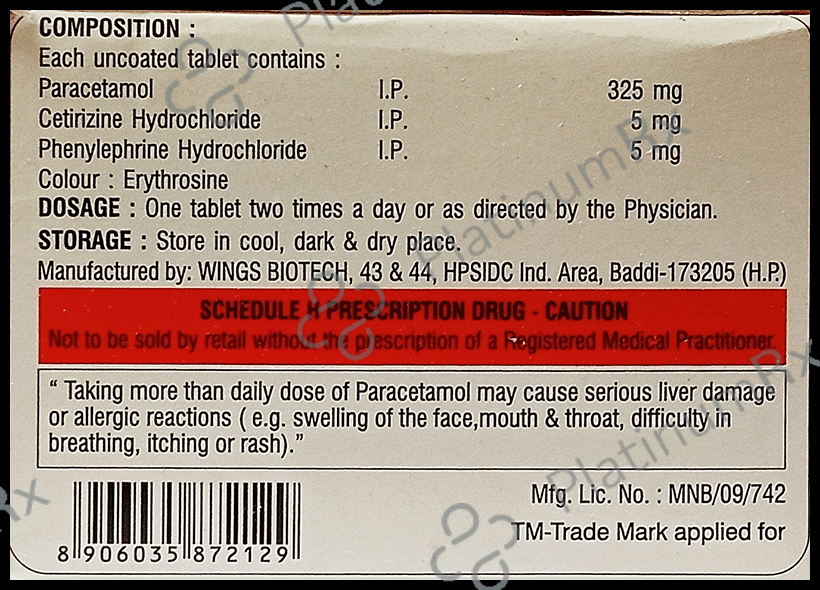 COMPOSITION :
Each uncoated tablet contains :
Paracetamol I.P. 325 mg
Cetirizine Hydrochloride I.P. 5 mg
Phenylephrine Hydrochloride I.P. 5 mg
Colour : Erythrosine
DOSAGE : One tablet two times a day or as directed by the Physician.
STORAGE : Store in cool, dark & dry place.
Manufactured by: WINGS BIOTECH, 43 & 44, HPSIDC Ind. Area, Baddi-173205 (H.P.)
SCHEDULE H PRESCRIPTION DRUG - CAUTION
Not to be sold by retail without the prescription of a Registered Medical Practitioner.
“ Taking more than daily dose of Paracetamol may cause serious liver damage
or allergic reactions ( e.g. swelling of the face,mouth & throat, difficulty in
breathing, itching or rash).”
Mfg. Lic. No. : MNB/09/742
TM-Trade Mark applied for
8 906035 872129
PlatinumRx
PlatinumRx
PlatinumRx